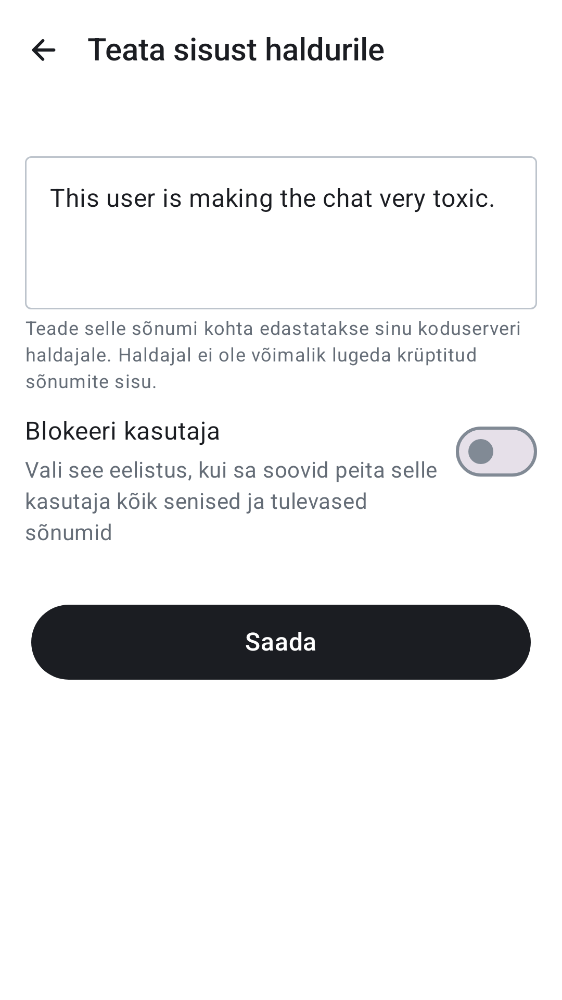 Teata sisust haldurile
This user is making the chat very toxic.
Teade selle sõnumi kohta edastatakse sinu koduserveri
haldajale. Haldajal ei ole võimalik lugeda krüptitud
sõnumite sisu.
Blokeeri kasutaja
Vali see eelistus, kui sa soovid peita selle
kasutaja kõik senised ja tulevased
sõnumid
Saada